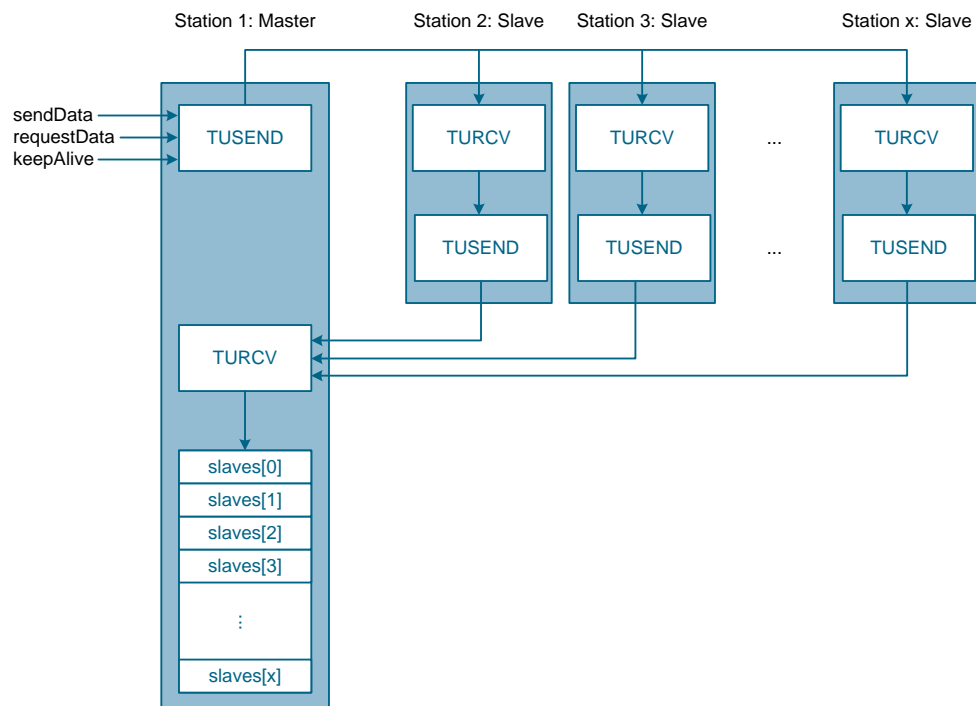 Station 1: Master
Station 2: Slave
Station 3: Slave
Station x: Slave
sendData
requestData
keepAlive
TUSEND
TURCV
TURCV
...
TURCV
TUSEND
TUSEND
...
TUSEND
TURCV
slaves[0]
slaves[1]
slaves[2]
slaves[3]
⋮
slaves[x]